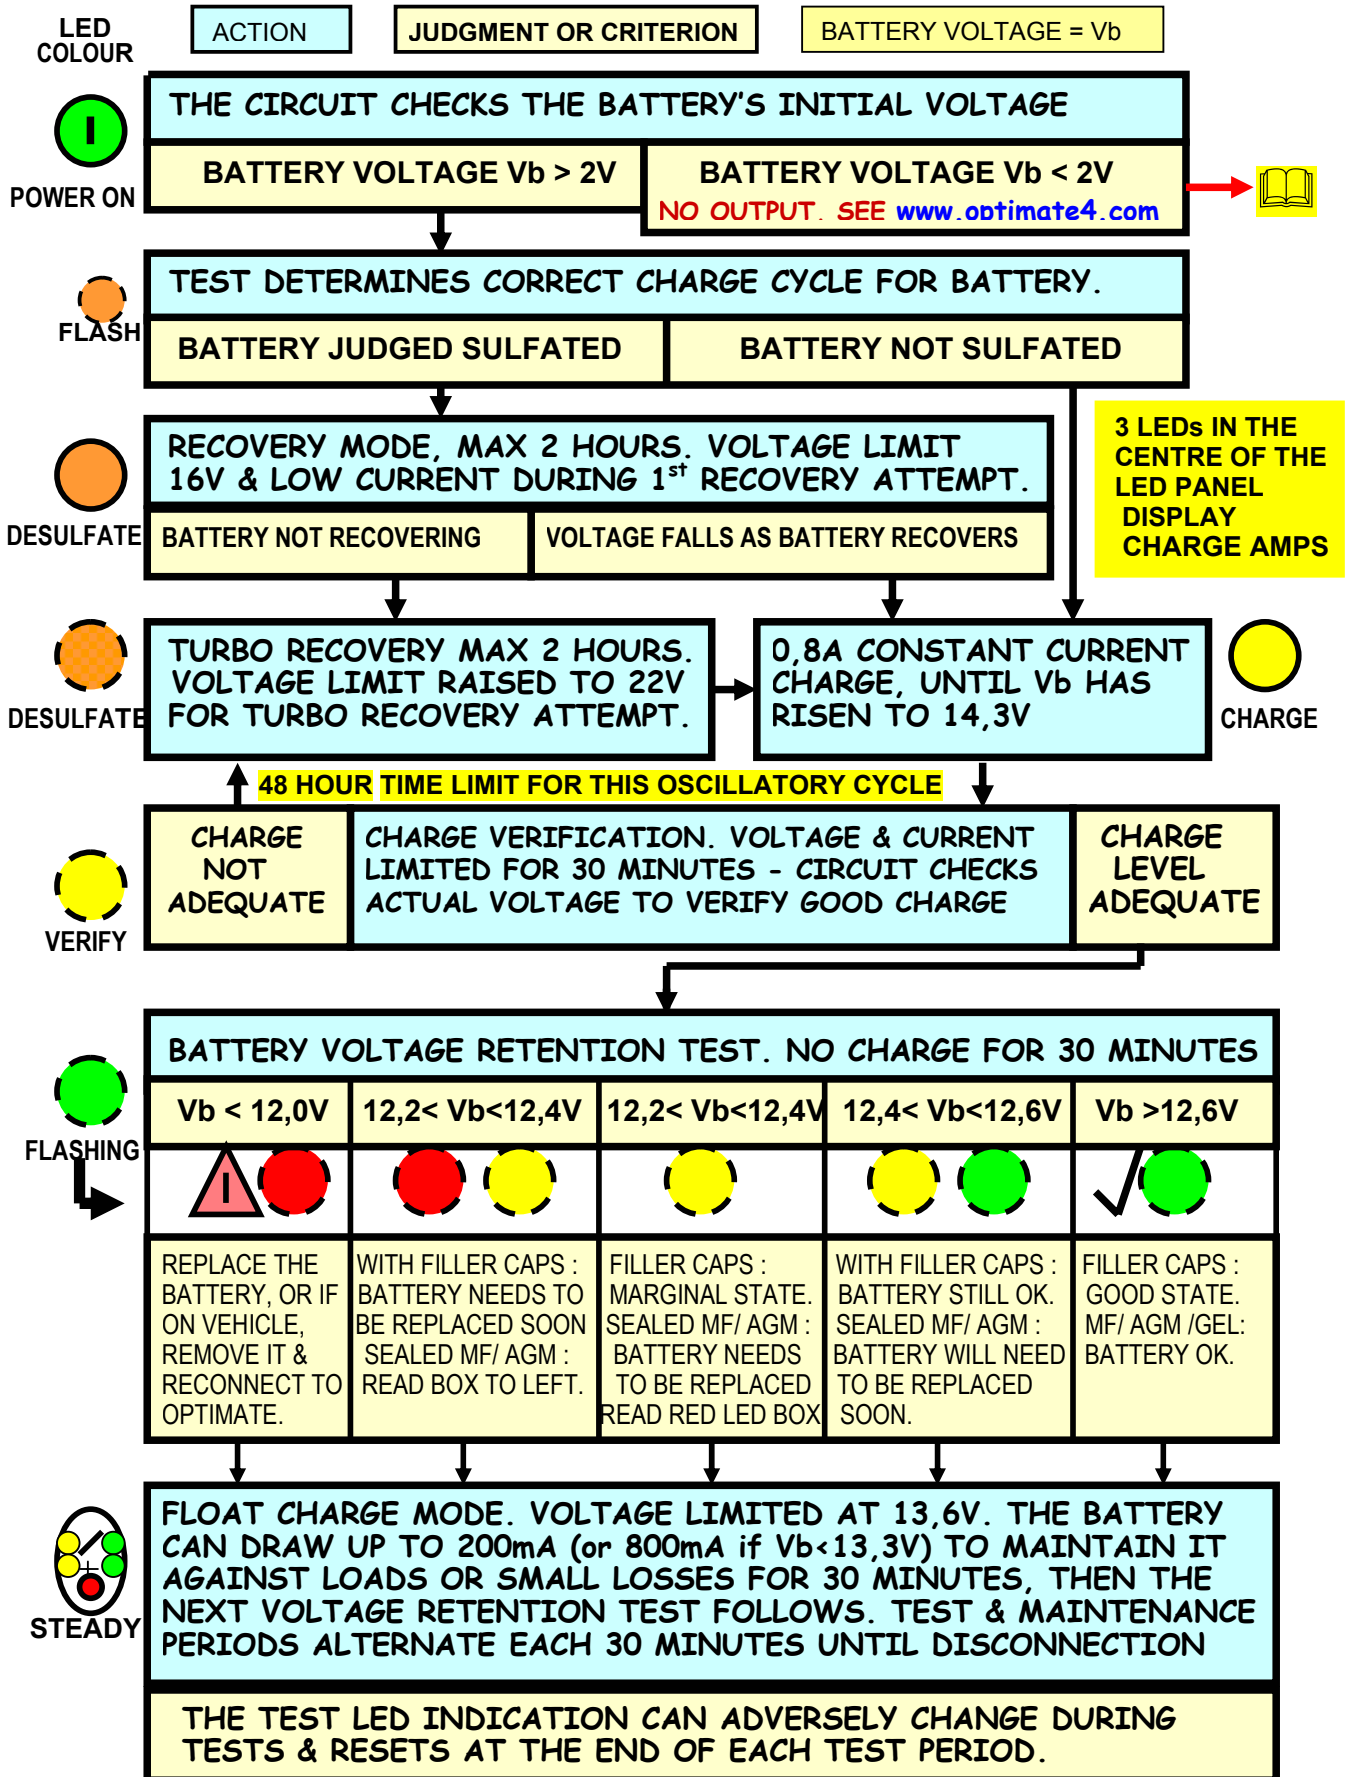 LED
COLOUR
ACTION
JUDGMENT OR CRITERION
BATTERY VOLTAGE = Vb
THE CIRCUIT CHECKS THE BATTERY'S INITIAL VOLTAGE
I
POWER ON
BATTERY VOLTAGE Vb > 2V
BATTERY VOLTAGE Vb < 2V
NO OUTPUT. SEE www.optimate4.com
TEST DETERMINES CORRECT CHARGE CYCLE FOR BATTERY.
FLASH
BATTERY JUDGED SULFATED
BATTERY NOT SULFATED
RECOVERY MODE, MAX 2 HOURS. VOLTAGE LIMIT
16V & LOW CURRENT DURING 1st RECOVERY ATTEMPT.
DESULFATE
BATTERY NOT RECOVERING
VOLTAGE FALLS AS BATTERY RECOVERS
3 LEDs IN THE
CENTRE OF THE
LED PANEL
DISPLAY
CHARGE AMPS
TURBO RECOVERY MAX 2 HOURS.
VOLTAGE LIMIT RAISED TO 22V
FOR TURBO RECOVERY ATTEMPT.
DESULFATE
0,8A CONSTANT CURRENT
CHARGE, UNTIL Vb HAS
RISEN TO 14,3V
CHARGE
48 HOUR TIME LIMIT FOR THIS OSCILLATORY CYCLE
CHARGE
NOT
ADEQUATE
CHARGE VERIFICATION. VOLTAGE & CURRENT
LIMITED FOR 30 MINUTES - CIRCUIT CHECKS
ACTUAL VOLTAGE TO VERIFY GOOD CHARGE
CHARGE
LEVEL
ADEQUATE
VERIFY
BATTERY VOLTAGE RETENTION TEST. NO CHARGE FOR 30 MINUTES
FLASHING
Vb < 12,0V
12,2< Vb<12,4V
12,2< Vb<12,4V
12,4< Vb<12,6V
Vb >12,6V
I
REPLACE THE
BATTERY, OR IF
ON VEHICLE,
REMOVE IT &
RECONNECT TO
OPTIMATE.
WITH FILLER CAPS :
BATTERY NEEDS TO
BE REPLACED SOON
SEALED MF/ AGM :
READ BOX TO LEFT.
FILLER CAPS :
MARGINAL STATE.
SEALED MF/ AGM :
BATTERY NEEDS
TO BE REPLACED
READ RED LED BOX
WITH FILLER CAPS :
BATTERY STILL OK.
SEALED MF/ AGM :
BATTERY WILL NEED
TO BE REPLACED
SOON.
FILLER CAPS :
GOOD STATE.
MF/ AGM /GEL:
BATTERY OK.
FLOAT CHARGE MODE. VOLTAGE LIMITED AT 13,6V. THE BATTERY
CAN DRAW UP TO 200mA (or 800mA if Vb<13,3V) TO MAINTAIN IT
AGAINST LOADS OR SMALL LOSSES FOR 30 MINUTES, THEN THE
NEXT VOLTAGE RETENTION TEST FOLLOWS. TEST & MAINTENANCE
PERIODS ALTERNATE EACH 30 MINUTES UNTIL DISCONNECTION
STEADY
THE TEST LED INDICATION CAN ADVERSELY CHANGE DURING
TESTS & RESETS AT THE END OF EACH TEST PERIOD.